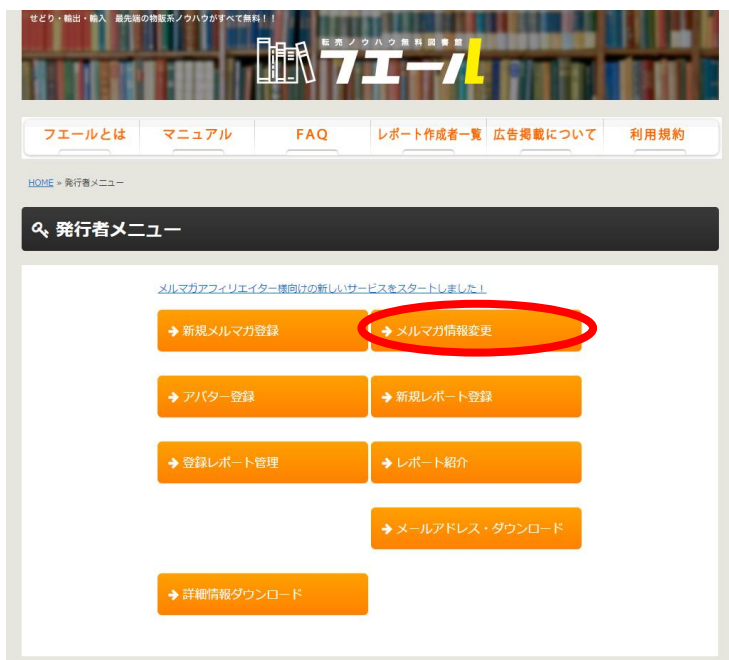 せどり・輸出・輸入　最先端の物販系ノウハウがすべて無料！！
転売ノウハウ無料図書館
フエール
フエールとは マニュアル FAQ レポート作成者一覧 広告掲載について 利用規約
HOME » 発行者メニュー
発行者メニュー
メルマガアフィリエイター様向けの新しいサービスをスタートしました！
新規メルマガ登録 メルマガ情報変更
アバター登録 新規レポート登録
登録レポート管理 レポート紹介
メールアドレス・ダウンロード
詳細情報ダウンロード